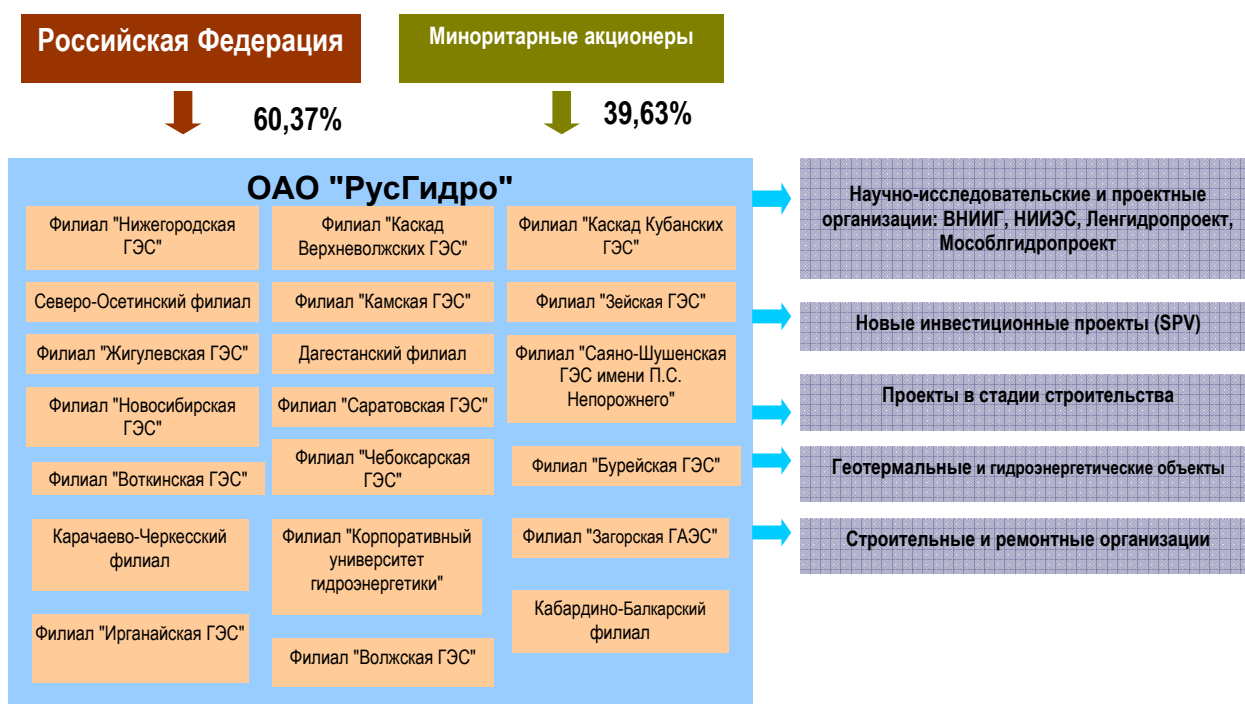 Российская Федерация
Миноритарные акционеры
60,37%
39,63%
ОАО "РусГидро"
Филиал "Нижегородская
ГЭС"
Филиал "Каскад
Верхневолжских ГЭС"
Филиал "Каскад Кубанских
ГЭС"
Северо-Осетинский филиал
Филиал "Камская ГЭС"
Филиал "Зейская ГЭС"
Филиал "Жигулевская ГЭС"
Дагестанский филиал
Филиал "Саяно-Шушенская
ГЭС имени П.С.
Непорожнего"
Филиал "Новосибирская
ГЭС"
Филиал "Саратовская ГЭС"
Филиал "Воткинская ГЭС"
Филиал "Чебоксарская
ГЭС"
Филиал "Бурейская ГЭС"
Карачаево-Черкесский
филиал
Филиал "Корпоративный
университет
гидроэнергетики"
Филиал "Загорская ГАЭС"
Филиал "Ирганайская ГЭС"
Филиал "Волжская ГЭС"
Кабардино-Балкарский
филиал
Научно-исследовательские и проектные
организации: ВНИИГ, НИИЭС, Ленгидропроект,
Мособлгидропроект
Новые инвестиционные проекты (SPV)
Проекты в стадии строительства
Геотермальные и гидроэнергетические объекты
Строительные и ремонтные организации